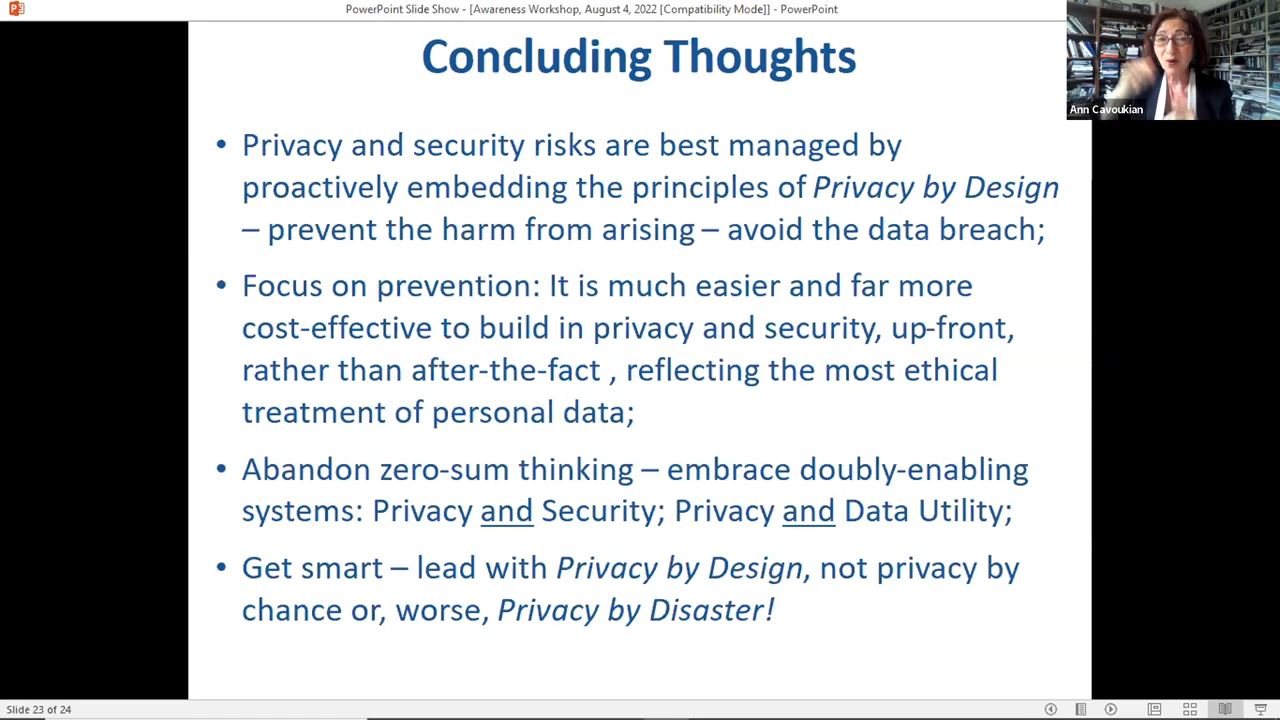 PowerPoint Slide Show - [Awareness Workshop, August 4, 2022 [Compatibility Mode]] - PowerPoint
Concluding Thoughts
Ann Cavoukian
• Privacy and security risks are best managed by
proactively embedding the principles of Privacy by Design
– prevent the harm from arising – avoid the data breach;
• Focus on prevention: It is much easier and far more
cost-effective to build in privacy and security, up-front,
rather than after-the-fact , reflecting the most ethical
treatment of personal data;
• Abandon zero-sum thinking – embrace doubly-enabling
systems: Privacy and Security; Privacy and Data Utility;
• Get smart – lead with Privacy by Design, not privacy by
chance or, worse, Privacy by Disaster!
Slide 23 of 24